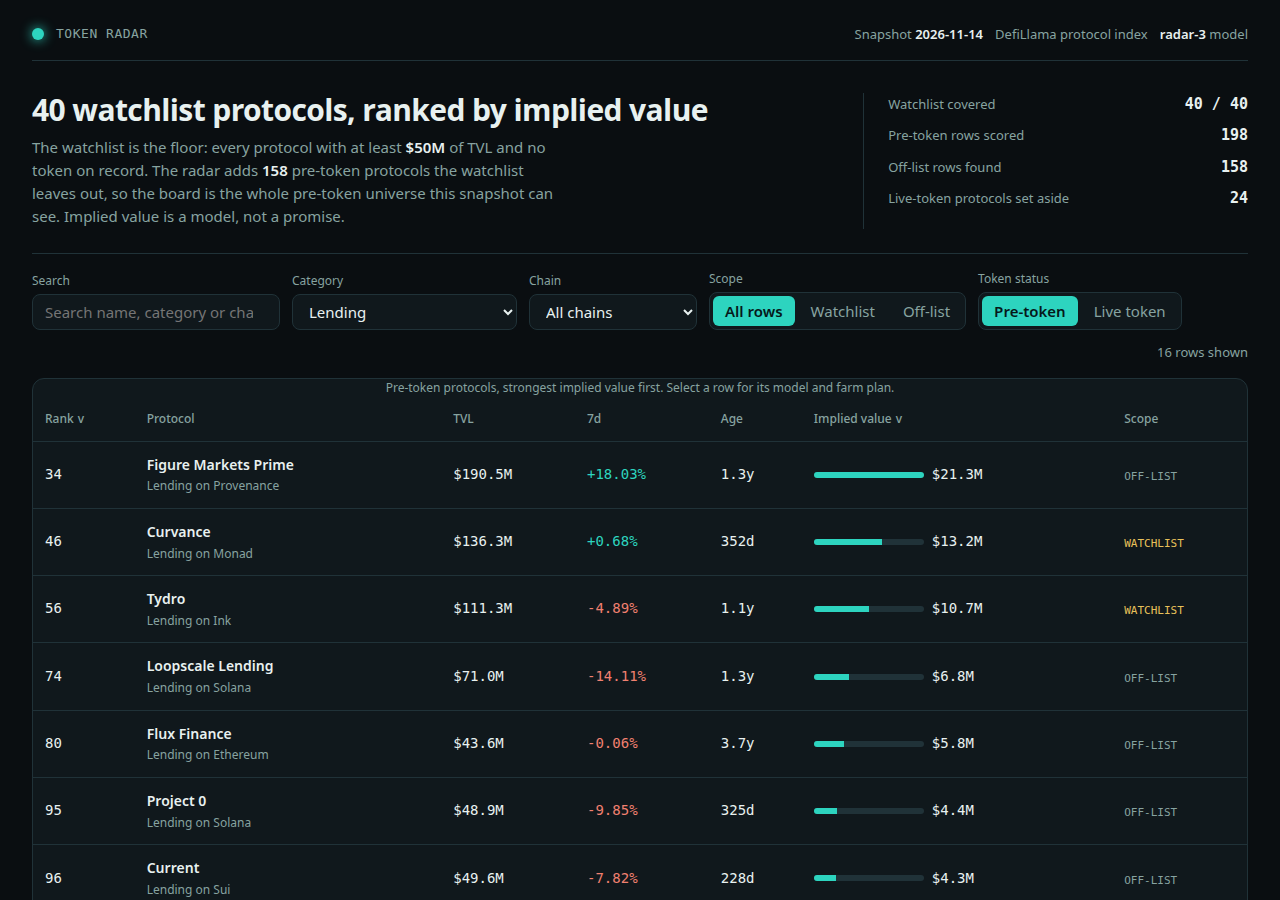 TOKEN RADAR
Snapshot 2026-11-14 DefiLlama protocol index radar-3 model
40 watchlist protocols, ranked by implied value
The watchlist is the floor: every protocol with at least $50M of TVL and no
token on record. The radar adds 158 pre-token protocols the watchlist
leaves out, so the board is the whole pre-token universe this snapshot can
see. Implied value is a model, not a promise.
Watchlist covered 40 / 40
Pre-token rows scored 198
Off-list rows found 158
Live-token protocols set aside 24
Search Category Chain Scope Token status
Search name, category or cha Lending All chains All rows Watchlist Off-list Pre-token Live token
16 rows shown
Pre-token protocols, strongest implied value first. Select a row for its model and farm plan.
Rank v Protocol TVL 7d Age Implied value v Scope
34 Figure Markets Prime $190.5M +18.03% 1.3y $21.3M OFF-LIST
Lending on Provenance
46 Curvance $136.3M +0.68% 352d $13.2M WATCHLIST
Lending on Monad
56 Tydro $111.3M -4.89% 1.1y $10.7M WATCHLIST
Lending on Ink
74 Loopscale Lending $71.0M -14.11% 1.3y $6.8M OFF-LIST
Lending on Solana
80 Flux Finance $43.6M -0.06% 3.7y $5.8M OFF-LIST
Lending on Ethereum
95 Project 0 $48.9M -9.85% 325d $4.4M OFF-LIST
Lending on Solana
96 Current $49.6M -7.82% 228d $4.3M OFF-LIST
Lending on Sui